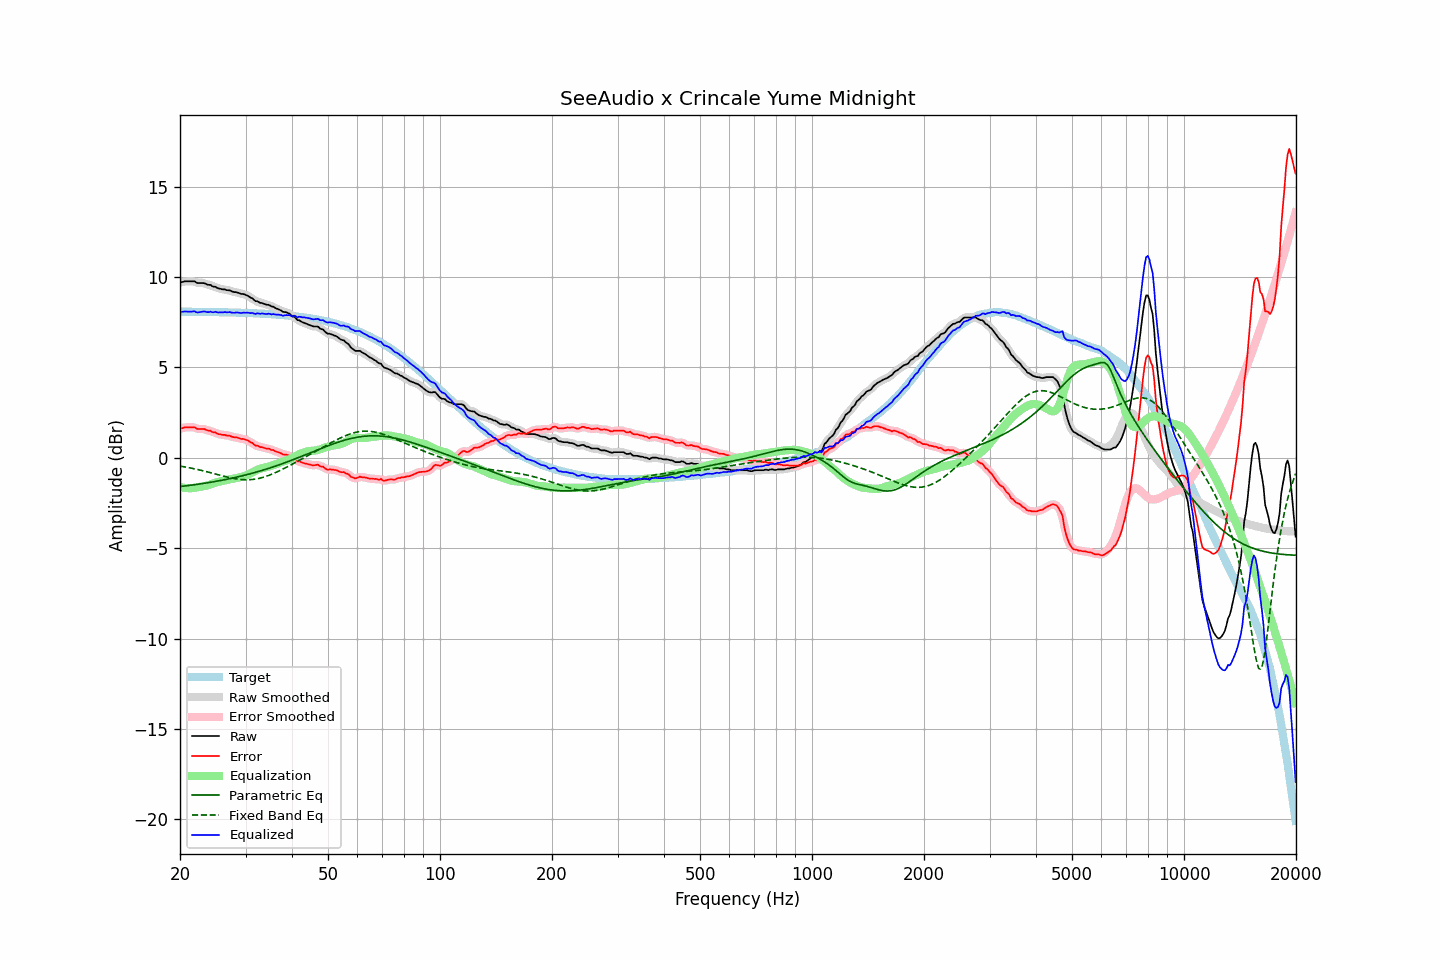 SeeAudio x Crincale Yume Midnight
Amplitude (dBr)
15
10
5
0
−5
−10
−15
−20
Target
Raw Smoothed
Error Smoothed
Raw
Error
Equalization
Parametric Eq
Fixed Band Eq
Equalized
20 50 100 200 500 1000 2000 5000 10000 20000
Frequency (Hz)